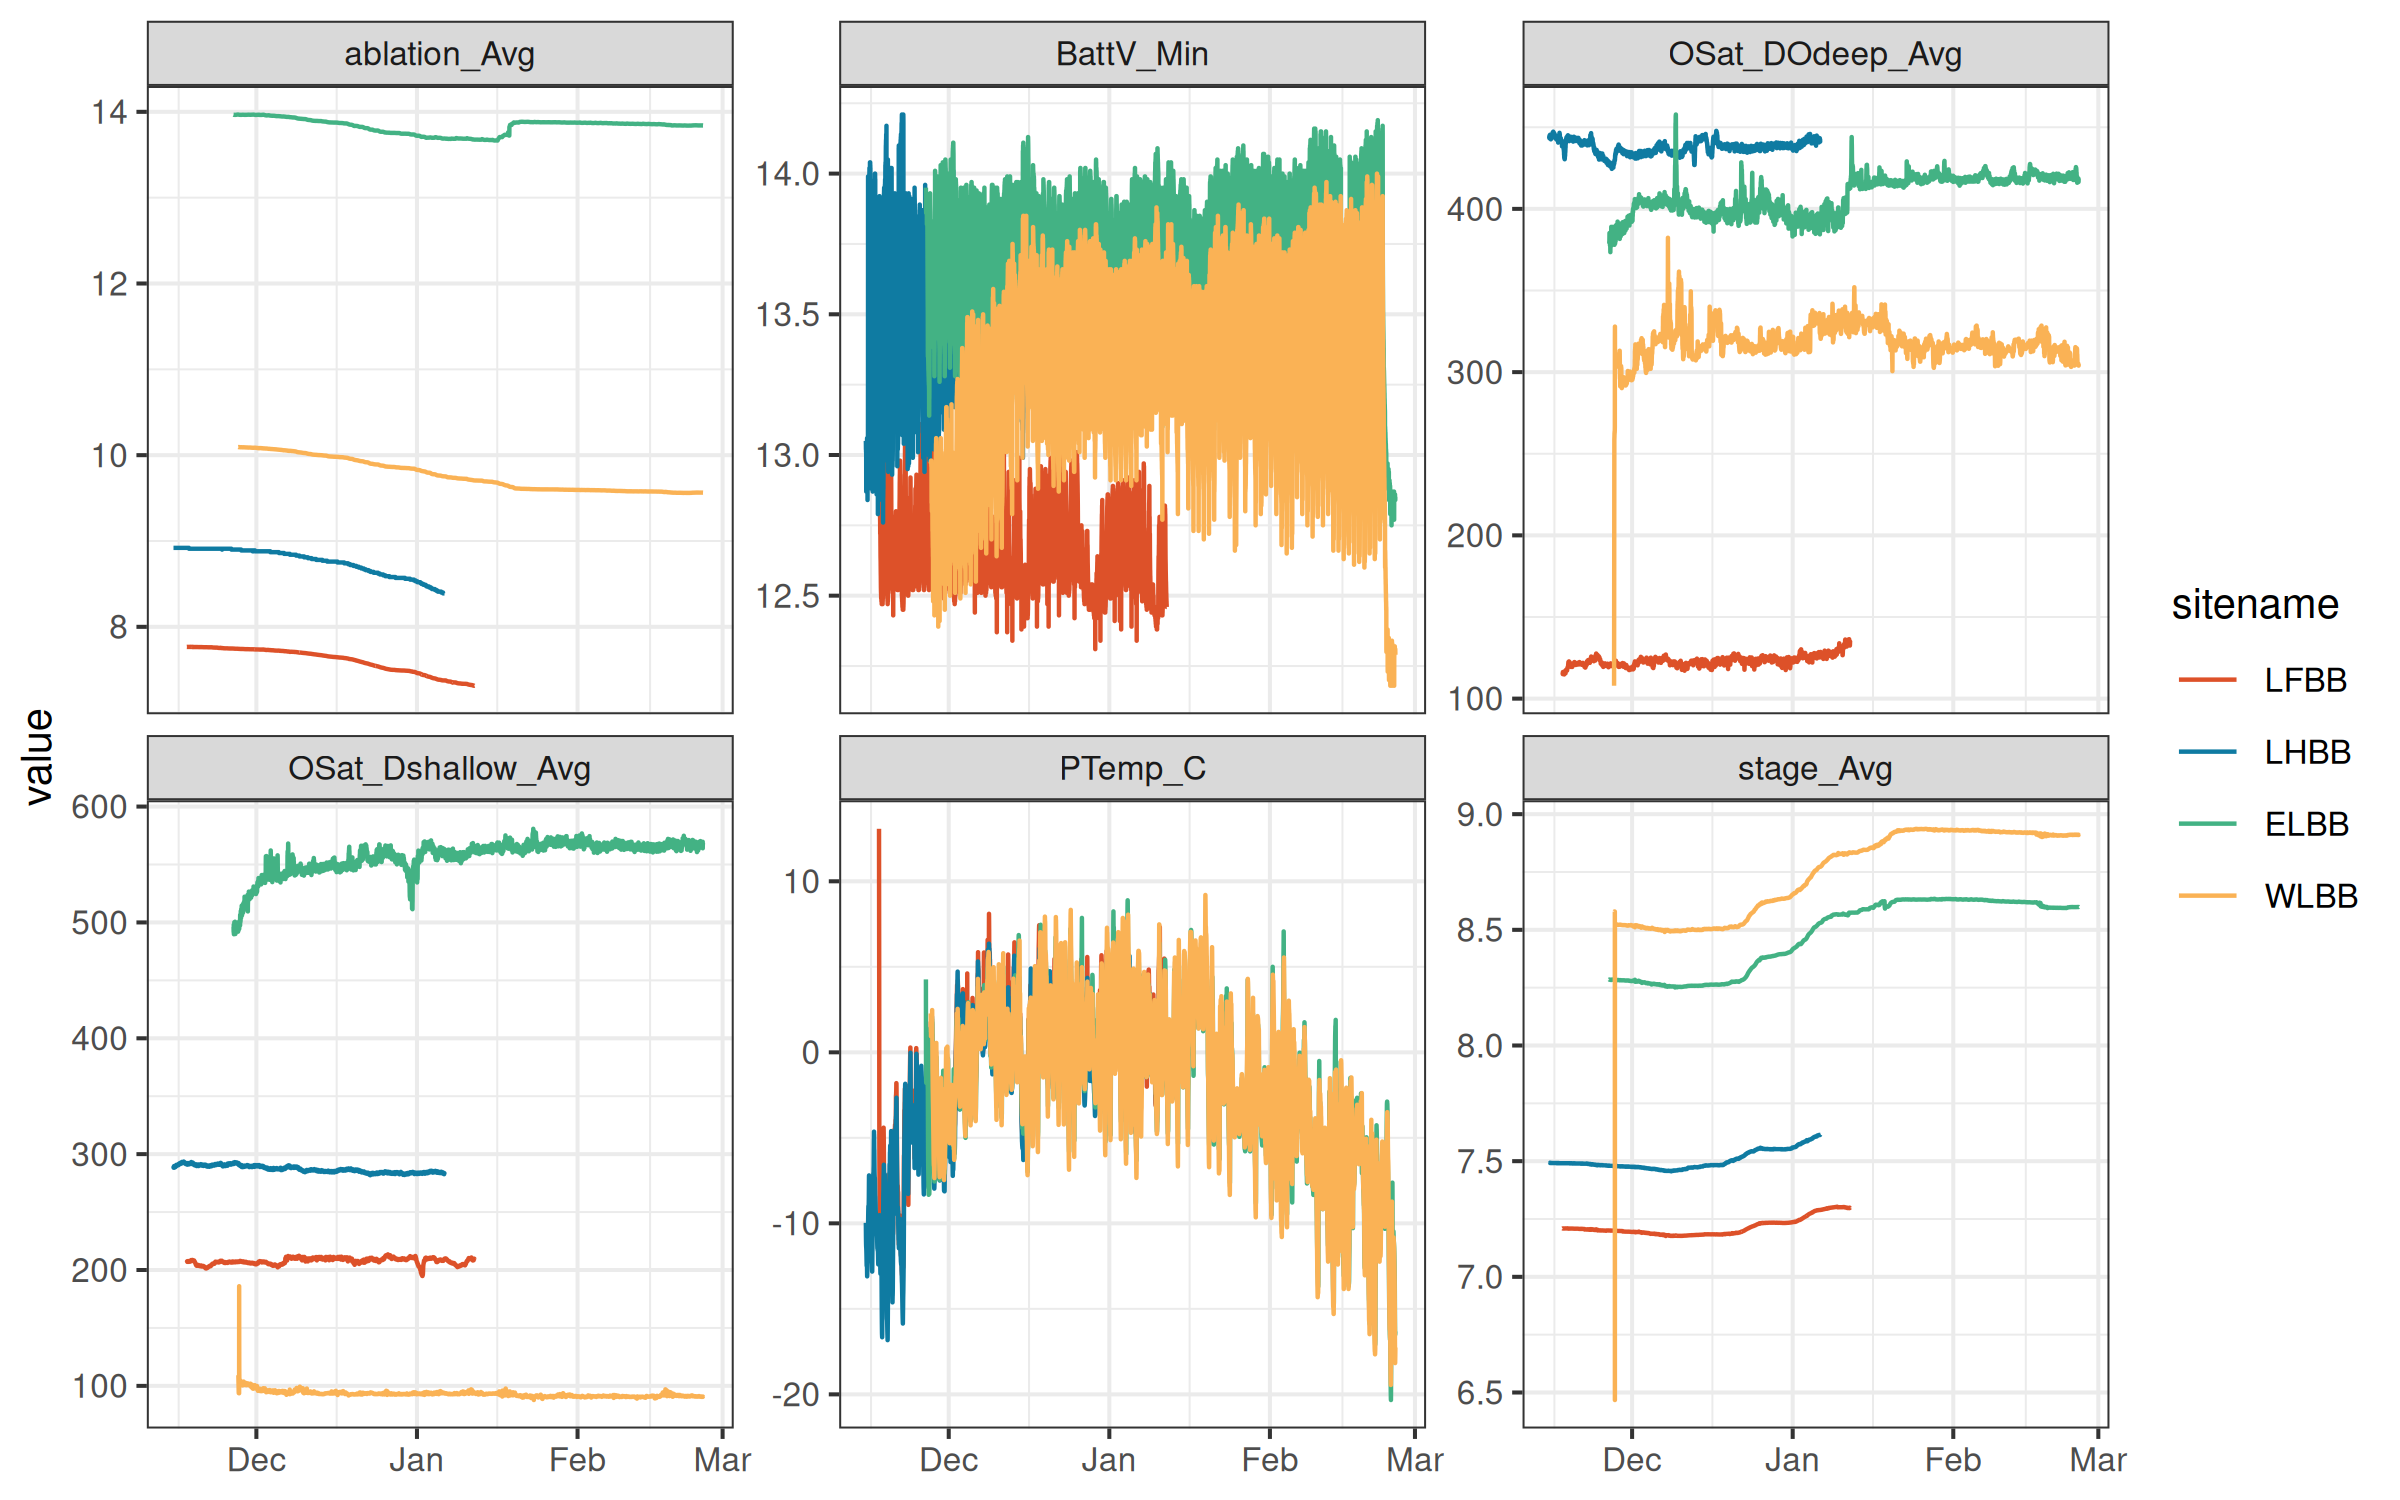 ablation_Avg
BattV_Min
OSat_DOdeep_Avg
14
12
10
8
14.0
13.5
13.0
12.5
400
300
200
100
value
OSat_Dshallow_Avg
PTemp_C
stage_Avg
600
500
400
300
200
100
10
0
-10
-20
9.0
8.5
8.0
7.5
7.0
6.5
Dec Jan Feb Mar
Dec Jan Feb Mar
Dec Jan Feb Mar
sitename
LFBB
LHBB
ELBB
WLBB